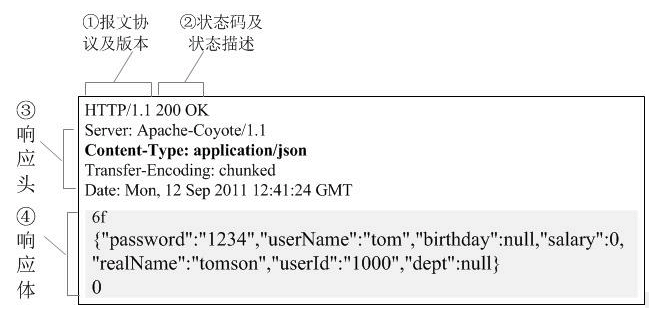 ①报文协
议及版本
②状态码及
状态描述
③
响
应
头
HTTP/1.1 200 OK
Server: Apache-Coyote/1.1
Content-Type: application/json
Transfer-Encoding: chunked
Date: Mon, 12 Sep 2011 12:41:24 GMT
④
响
应
体
6f
{"password":"1234","userName":"tom","birthday":null,"salary":0,
"realName":"tomson","userId":"1000","dept":null}
0